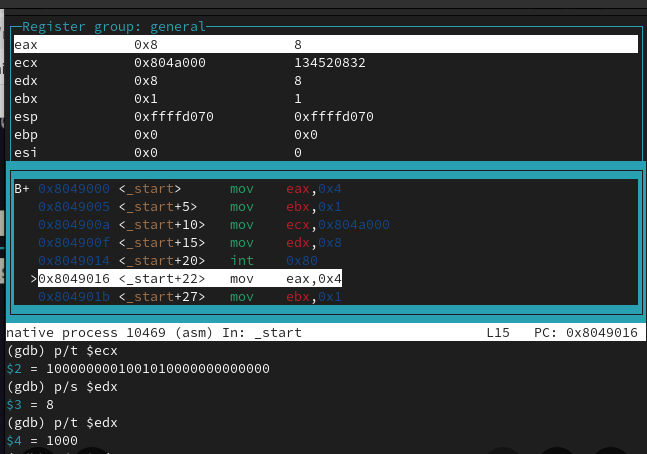 Register group: general
eax 0x8 8
ecx 0x804a000 134520832
edx 0x8 8
ebx 0x1 1
esp 0xffffd070 0xffffd070
ebp 0x0 0x0
esi 0x0 0
B+ 0x8049000 <_start> mov eax,0x4
0x8049005 <_start+5> mov ebx,0x1
0x804900a <_start+10> mov ecx,0x804a000
0x804900f <_start+15> mov edx,0x8
0x8049014 <_start+20> int 0x80
>0x8049016 <_start+22> mov eax,0x4
0x804901b <_start+27> mov ebx,0x1
native process 10469 (asm) In: _start L15 PC: 0x8049016
(gdb) p/t $ecx
$2 = 1000000001001010000000000000
(gdb) p/s $edx
$3 = 8
(gdb) p/t $edx
$4 = 1000